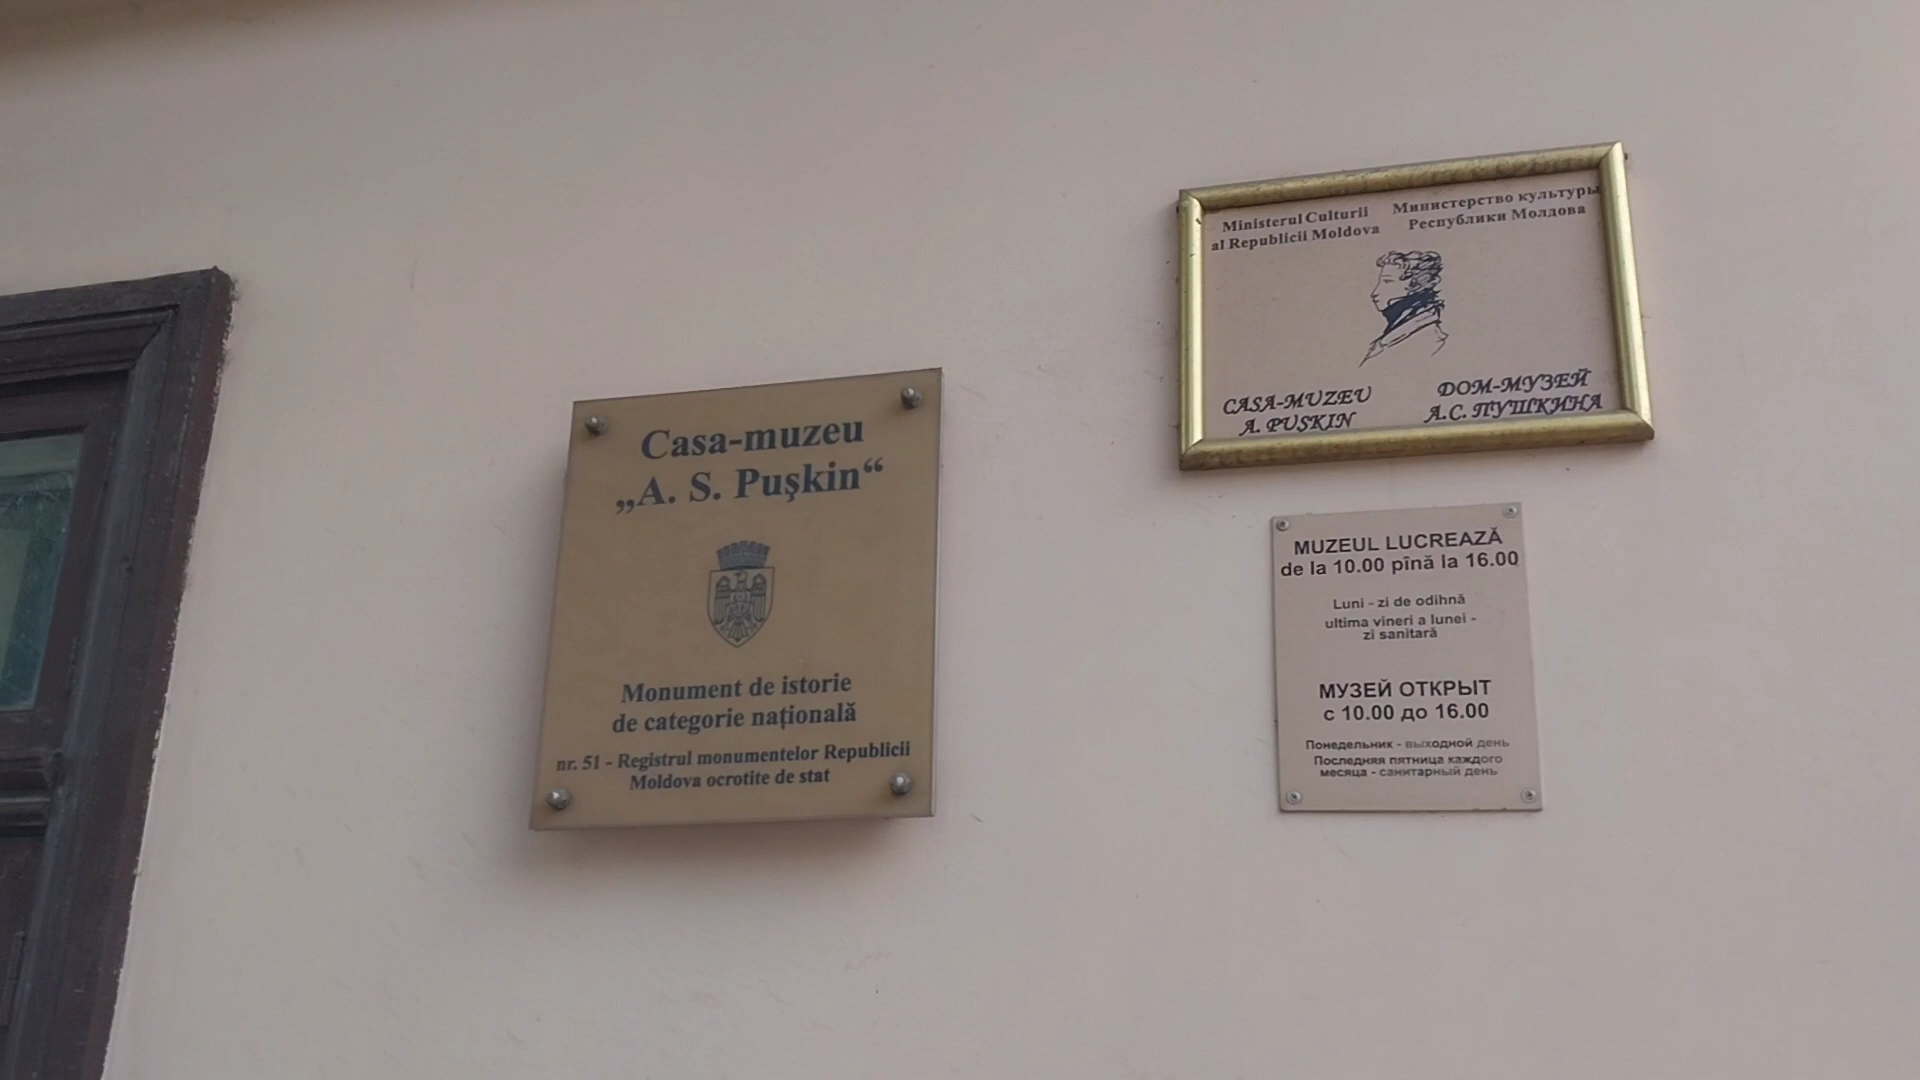 Casa-muzeu
„A. S. Puşkin“
Monument de istorie
de categorie națională
nr. 51 - Registrul monumentelor Republicii
Moldova ocrotite de stat
Ministerul Culturii
al Republicii Moldova
Министерство культуры
Республики Молдова
CASA-MUZEU
A. PUŞKIN
ДОМ-МУЗЕЙ
А.С. ПУШКИНА
MUZEUL LUCREAZĂ
de la 10.00 pînă la 16.00
Luni - zi de odihnă
ultima vineri a lunei -
zi sanitară
МУЗЕЙ ОТКРЫТ
с 10.00 до 16.00
Понедельник - выходной день
Последняя пятница каждого
месяца - санитарный день